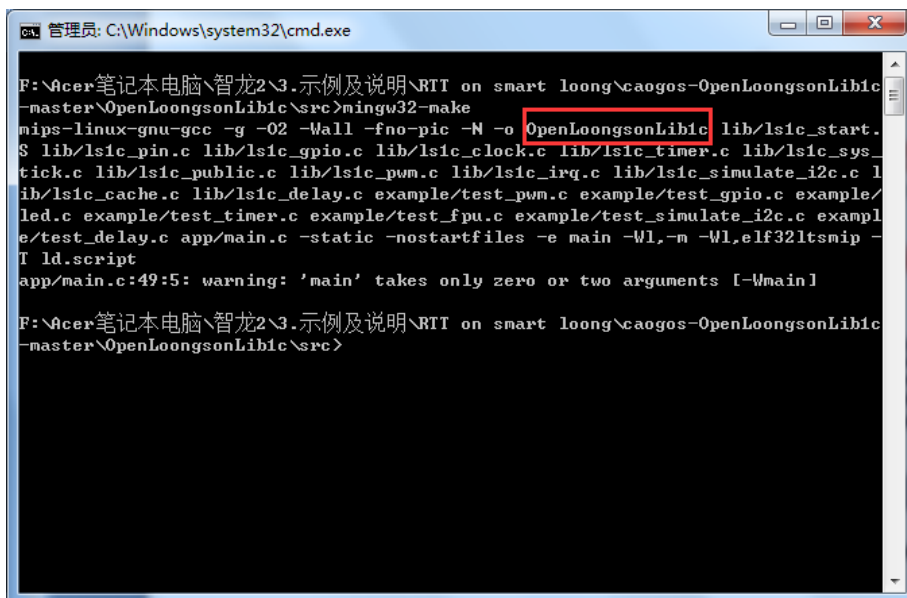 管理员: C:\Windows\system32\cmd.exe
F:\Acer笔记本电脑\智龙2\3.示例及说明\RTT on smart loong\caogos-OpenLoongsonLib1c
-master\OpenLoongsonLib1c\src>mingw32-make
mips-linux-gnu-gcc -g -O2 -Wall -fno-pic -N -o OpenLoongsonLib1c lib/ls1c_start.
S lib/ls1c_pin.c lib/ls1c_gpio.c lib/ls1c_clock.c lib/ls1c_timer.c lib/ls1c_sys_
tick.c lib/ls1c_public.c lib/ls1c_pwm.c lib/ls1c_irq.c lib/ls1c_simulate_i2c.c l
ib/ls1c_cache.c lib/ls1c_delay.c example/test_pwm.c example/test_gpio.c example/
led.c example/test_timer.c example/test_fpu.c example/test_simulate_i2c.c exampl
e/test_delay.c app/main.c -static -nostartfiles -e main -Wl,-m -Wl,elf32ltsmip -
T ld.script
app/main.c:49:5: warning: 'main' takes only zero or two arguments [-Wmain]
F:\Acer笔记本电脑\智龙2\3.示例及说明\RTT on smart loong\caogos-OpenLoongsonLib1c
-master\OpenLoongsonLib1c\src>